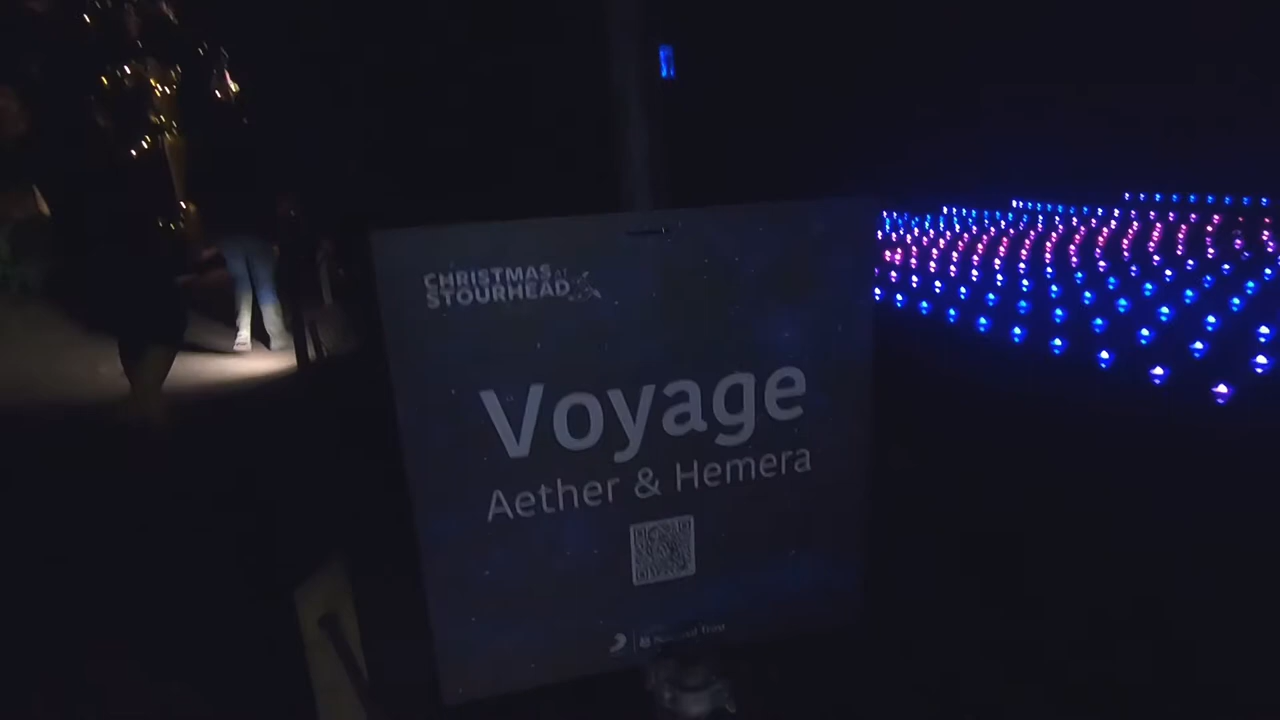 CHRISTMAS AT
STOURHEAD
Voyage
Aether & Hemera
National Trust